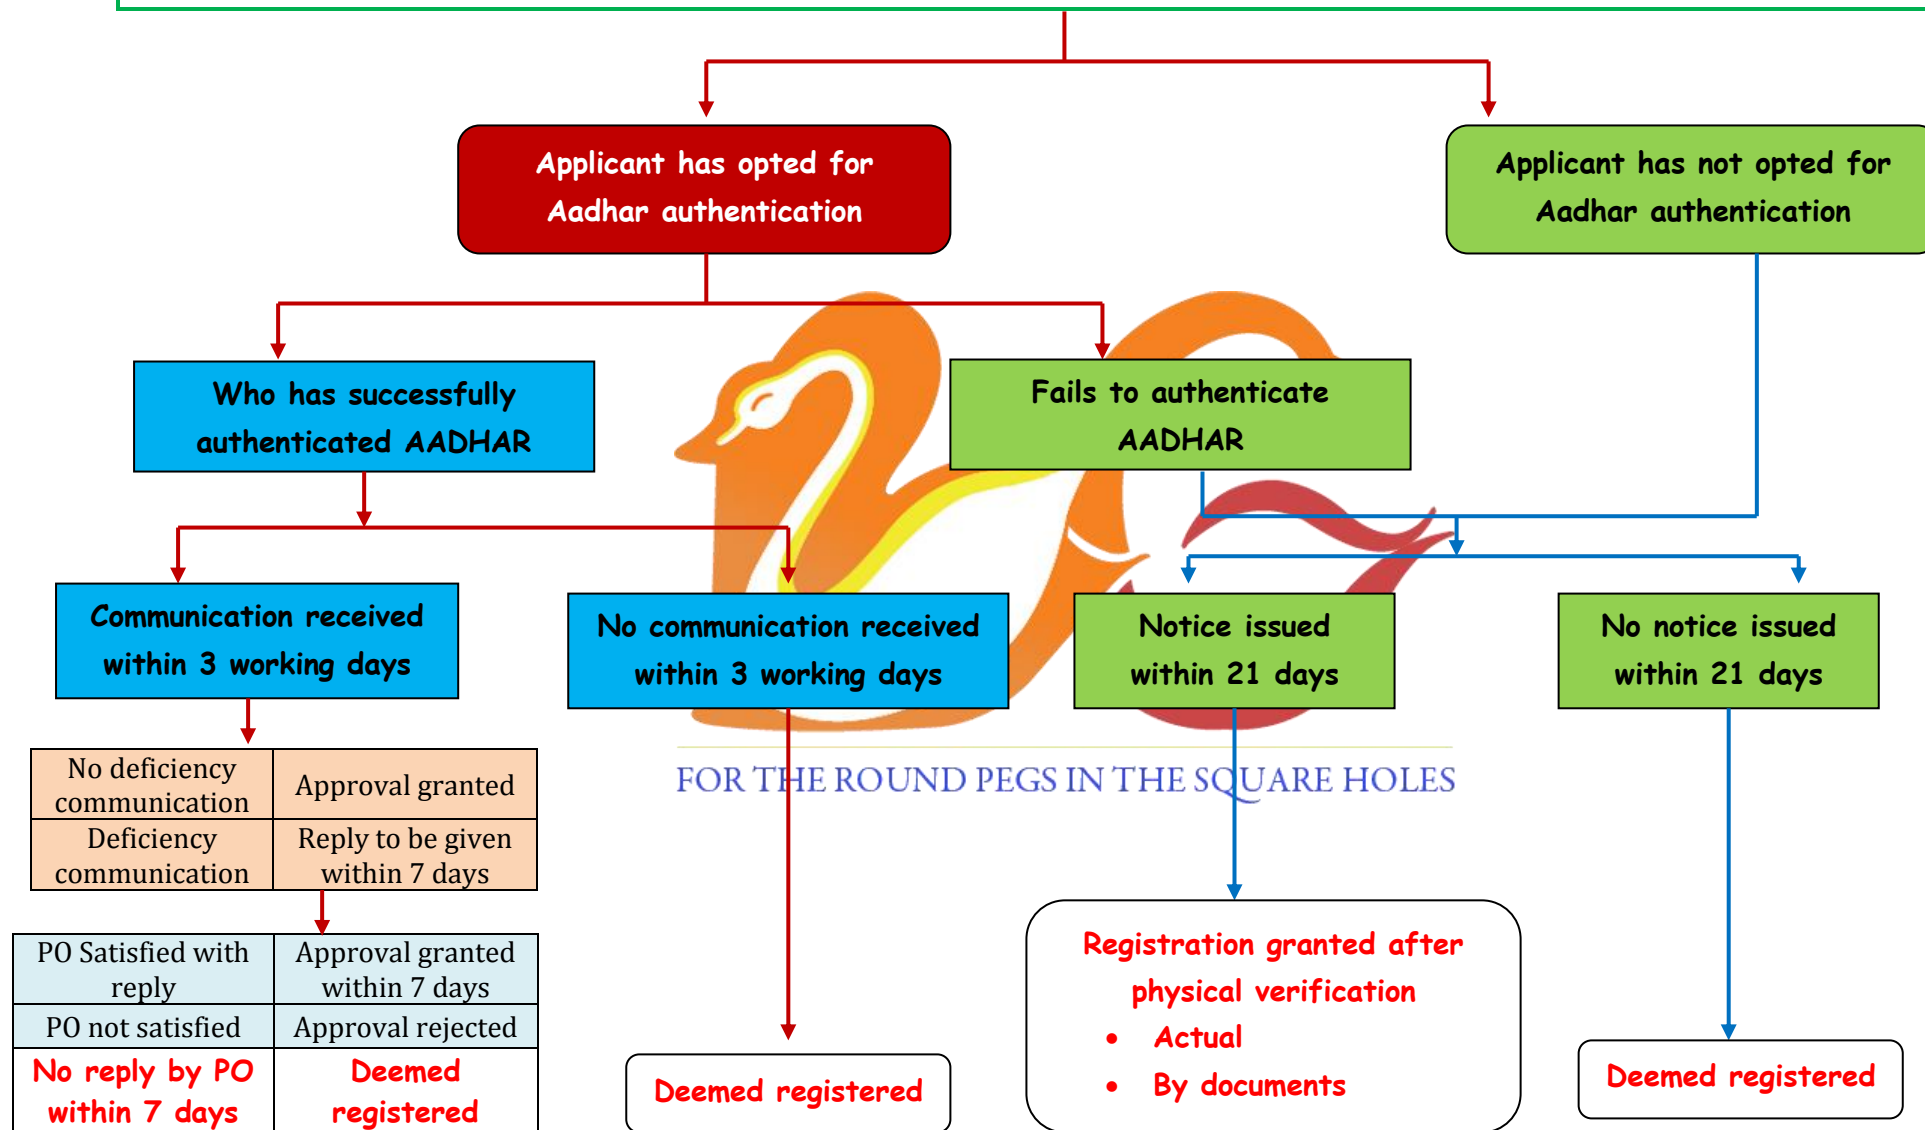 Applicant has opted for
Aadhar authentication
Applicant has not opted for
Aadhar authentication
Who has successfully
authenticated AADHAR
Fails to authenticate
AADHAR
Communication received
within 3 working days
No communication received
within 3 working days
Notice issued
within 21 days
No notice issued
within 21 days
No deficiency
communication
Approval granted
Deficiency
communication
Reply to be given
within 7 days
FOR THE ROUND PEGS IN THE SQUARE HOLES
PO Satisfied with
reply
Approval granted
within 7 days
PO not satisfied
Approval rejected
No reply by PO
within 7 days
Deemed
registered
Deemed registered
Registration granted after
physical verification
• Actual
• By documents
Deemed registered